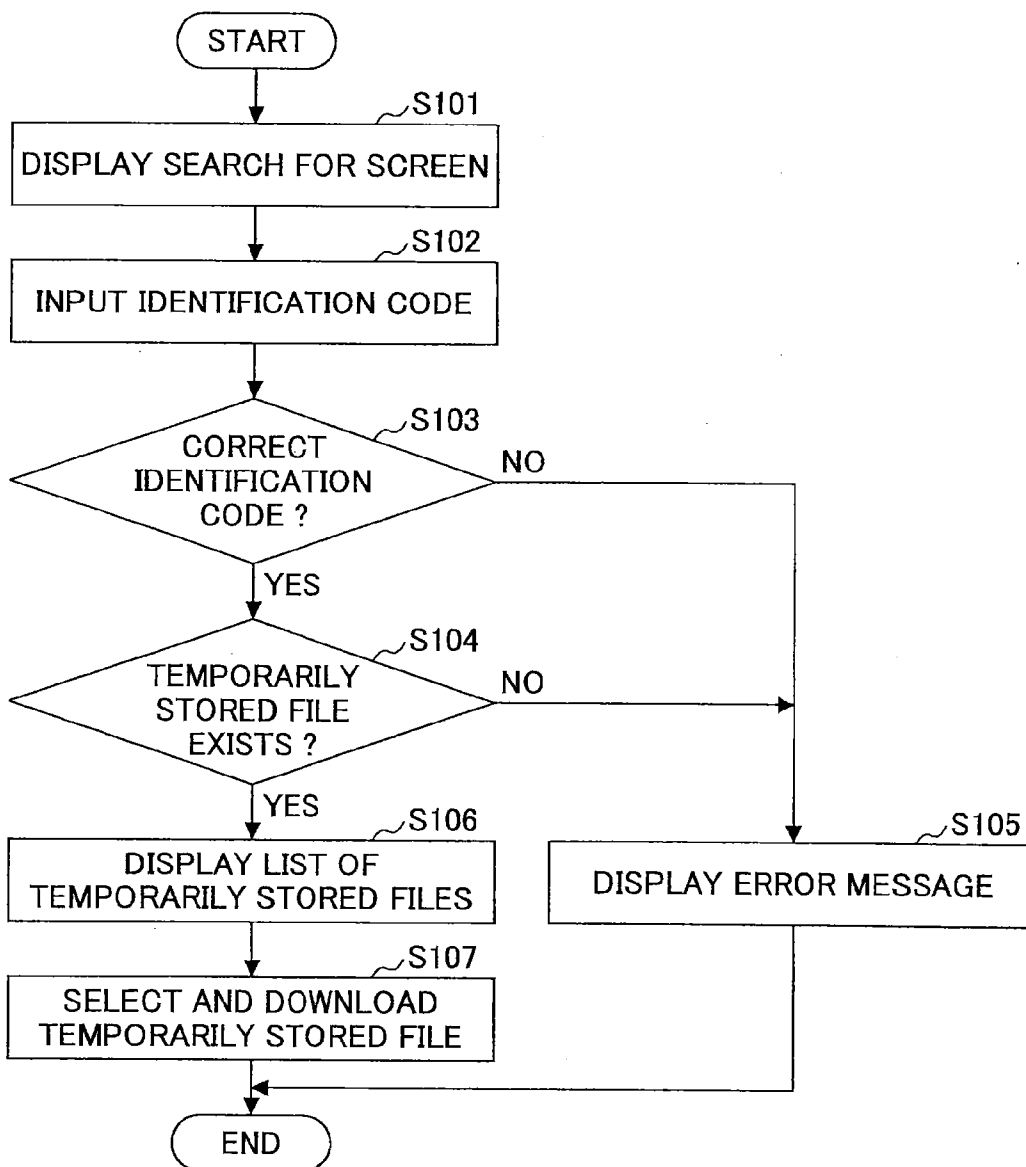 START
S101
DISPLAY SEARCH FOR SCREEN
S102
INPUT IDENTIFICATION CODE
S103
CORRECT
IDENTIFICATION
CODE ?
NO
YES
S104
TEMPORARILY
STORED FILE
EXISTS ?
NO
YES
S106
DISPLAY LIST OF
TEMPORARILY STORED FILES
S105
DISPLAY ERROR MESSAGE
S107
SELECT AND DOWNLOAD
TEMPORARILY STORED FILE
END